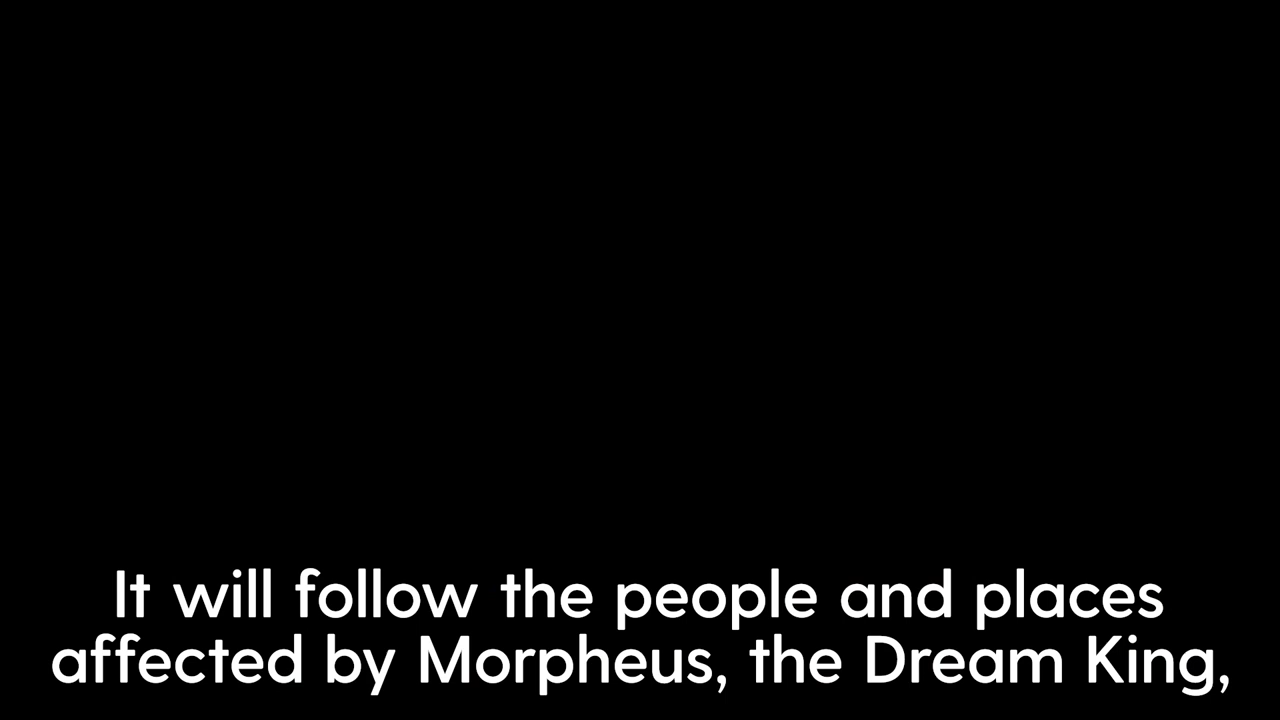 It will follow the people and places
affected by Morpheus, the Dream King,